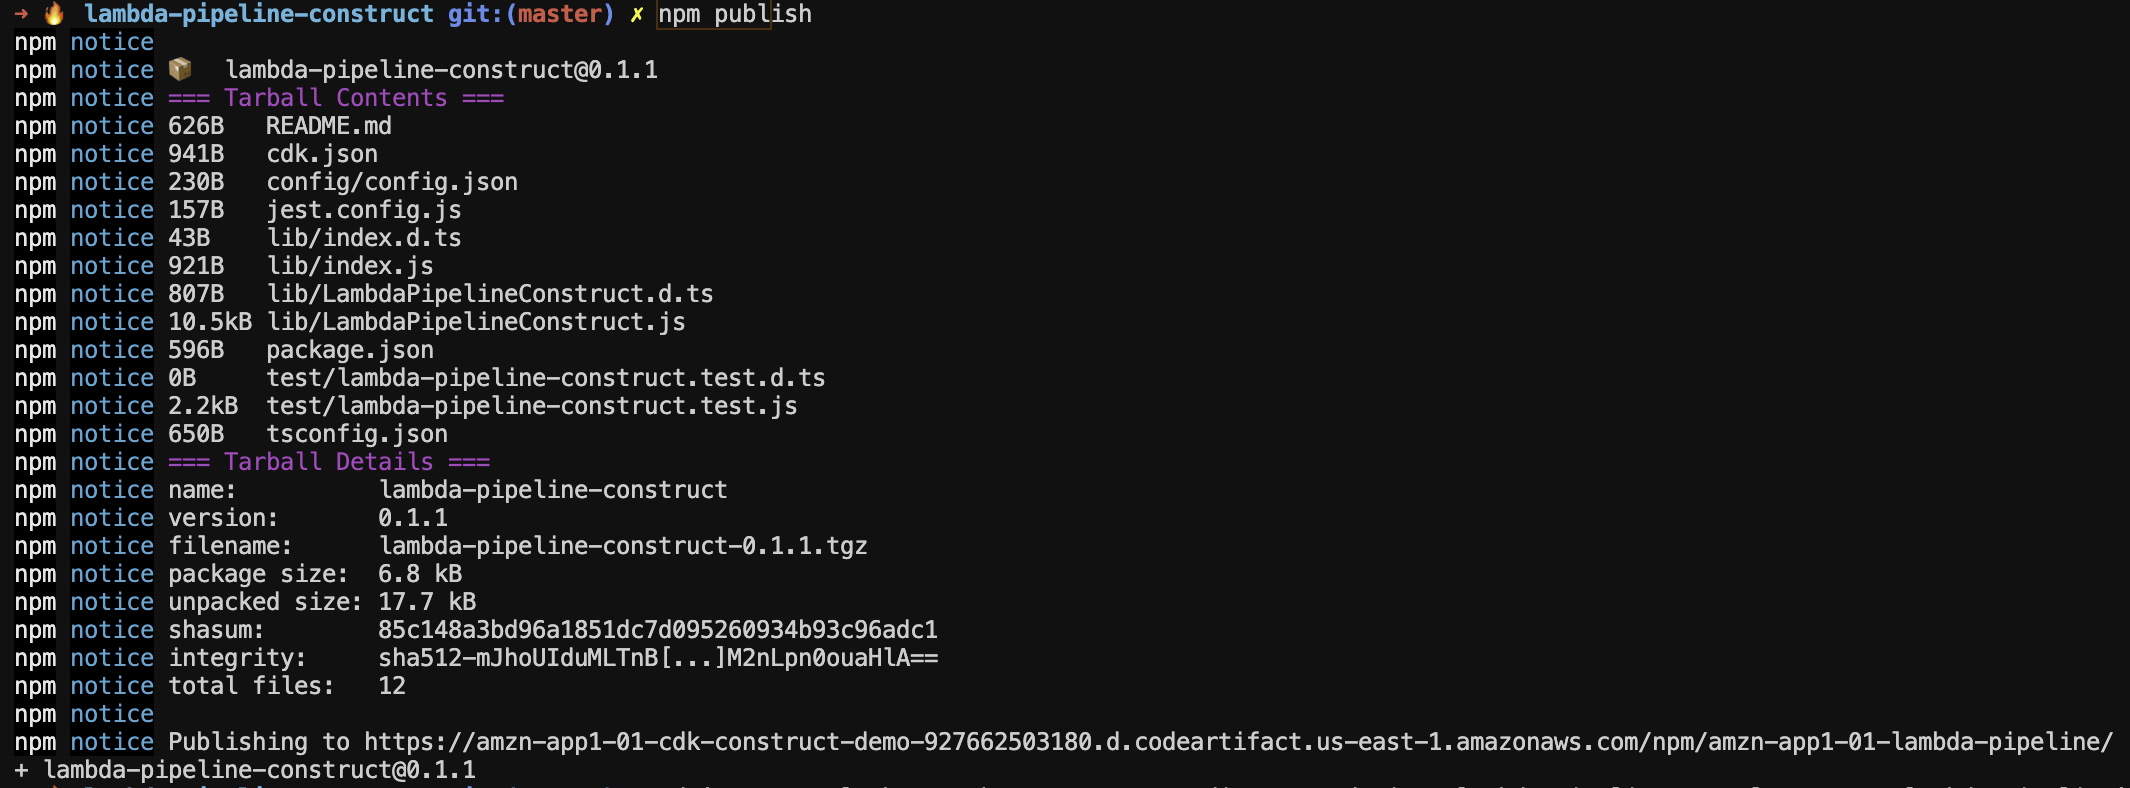 → 🔥 lambda-pipeline-construct git:(master) ✗ npm publish
npm notice
npm notice 📦  lambda-pipeline-construct@0.1.1
npm notice === Tarball Contents ===
npm notice 626B   README.md
npm notice 941B   cdk.json
npm notice 230B   config/config.json
npm notice 157B   jest.config.js
npm notice 43B    lib/index.d.ts
npm notice 921B   lib/index.js
npm notice 807B   lib/LambdaPipelineConstruct.d.ts
npm notice 10.5kB lib/LambdaPipelineConstruct.js
npm notice 596B   package.json
npm notice 0B     test/lambda-pipeline-construct.test.d.ts
npm notice 2.2kB  test/lambda-pipeline-construct.test.js
npm notice 650B   tsconfig.json
npm notice === Tarball Details ===
npm notice name:          lambda-pipeline-construct
npm notice version:       0.1.1
npm notice filename:      lambda-pipeline-construct-0.1.1.tgz
npm notice package size:  6.8 kB
npm notice unpacked size: 17.7 kB
npm notice shasum:        85c148a3bd96a1851dc7d095260934b93c96adc1
npm notice integrity:     sha512-mJhoUIduMLTnB[...]M2nLpn0ouaHlA==
npm notice total files:   12
npm notice
npm notice Publishing to https://amzn-app1-01-cdk-construct-demo-927662503180.d.codeartifact.us-east-1.amazonaws.com/npm/amzn-app1-01-lambda-pipeline/
+ lambda-pipeline-construct@0.1.1